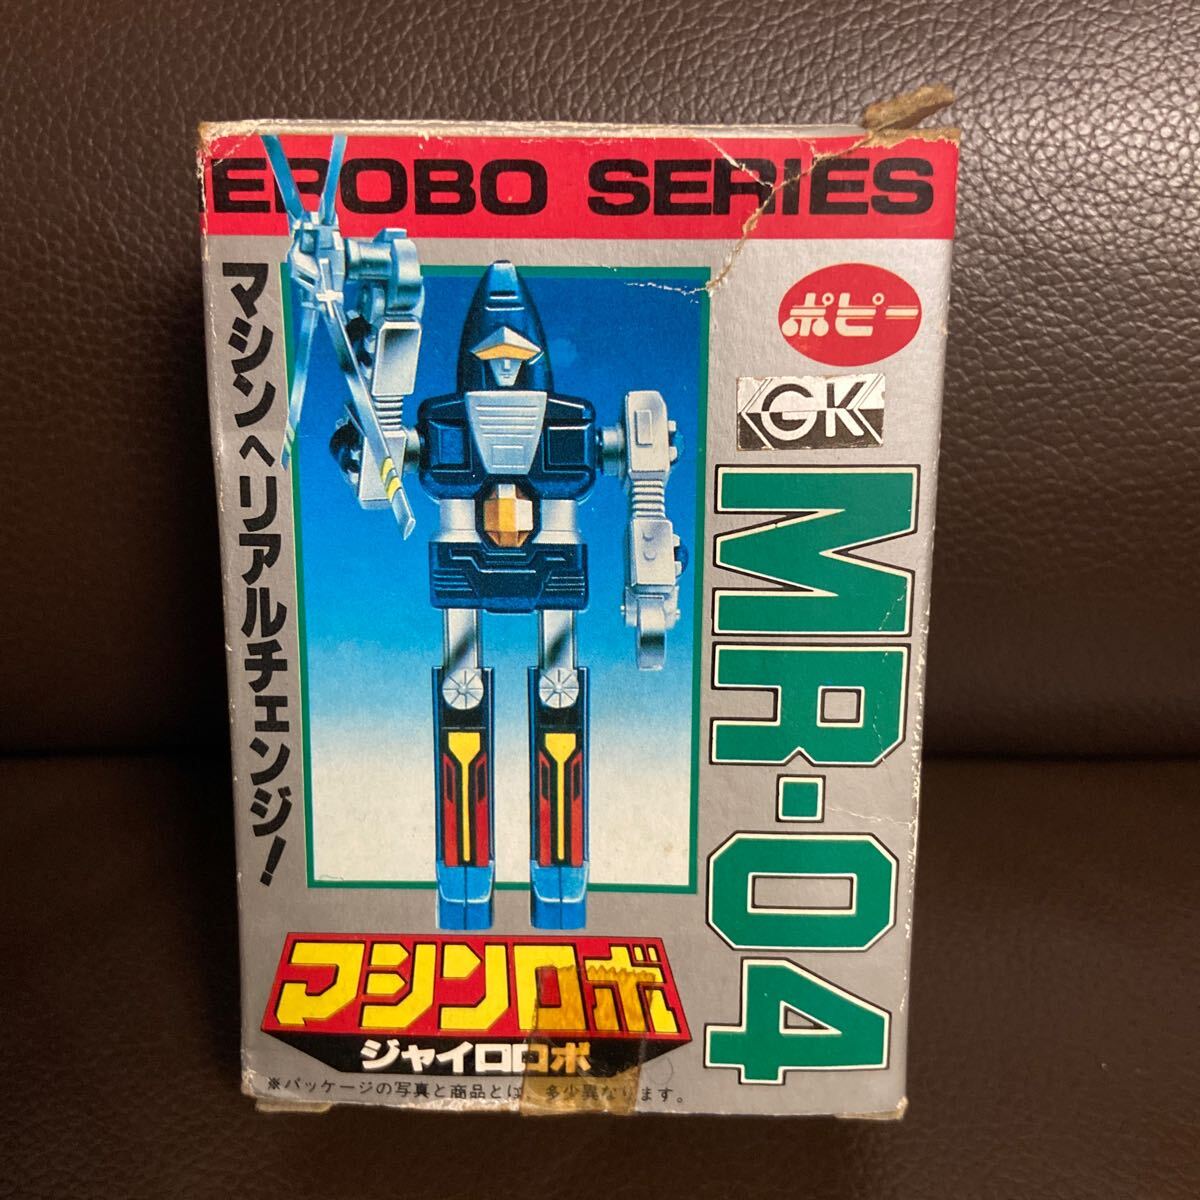 EROBO SERIES
マシンへリアルチェンジ!
ポピー
GK
MR·04
マシンロボ
ジャイロロボ
※パッケージの写真と商品とは、多少異なります。